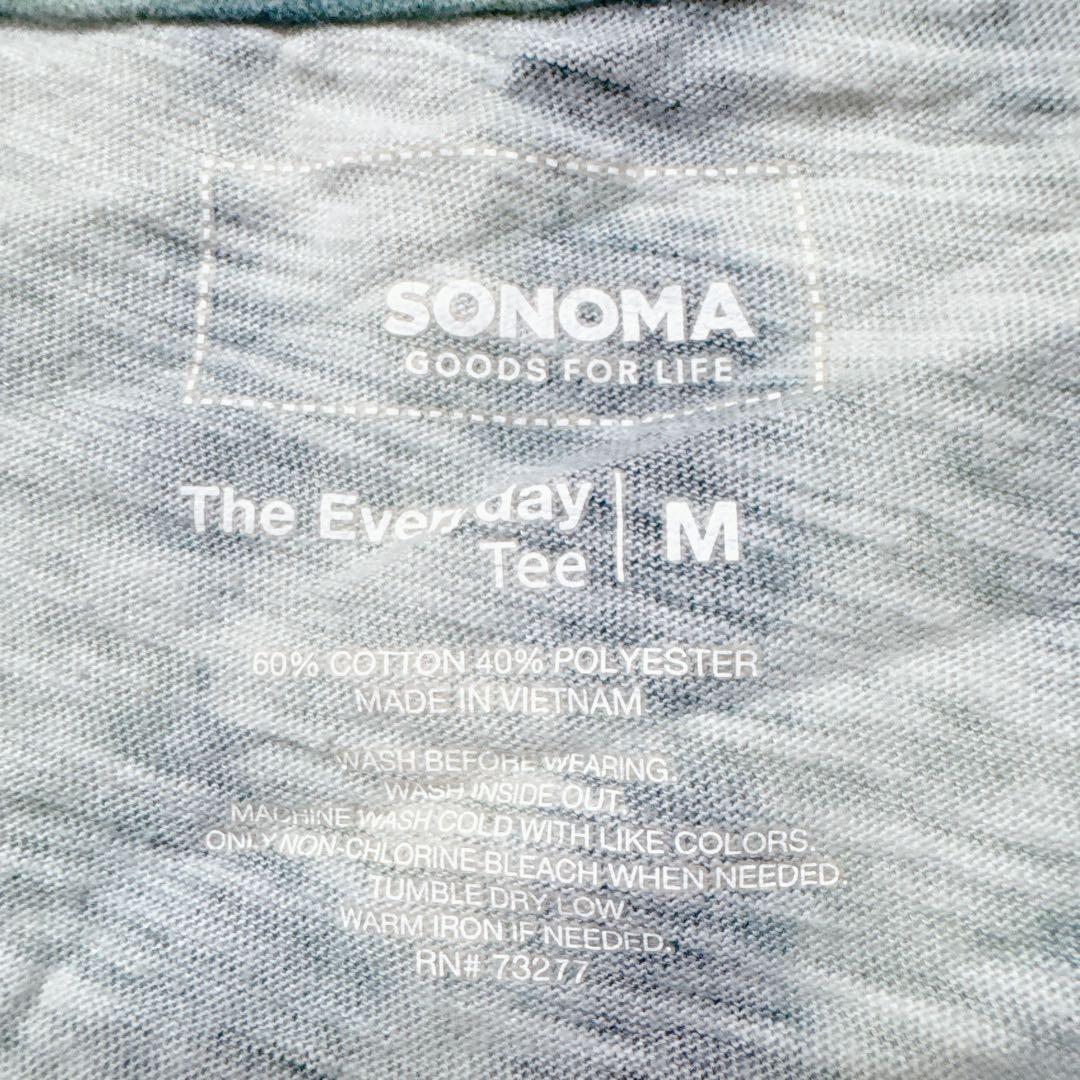 SONOMA
GOODS FOR LIFE
The Everyday
Tee
M
60% COTTON 40% POLYESTER
MADE IN VIETNAM
WASH BEFORE WEARING.
WASH INSIDE OUT.
MACHINE WASH COLD WITH LIKE COLORS.
ONLY NON-CHLORINE BLEACH WHEN NEEDED.
TUMBLE DRY LOW.
WARM IRON IF NEEDED.
RN# 73277